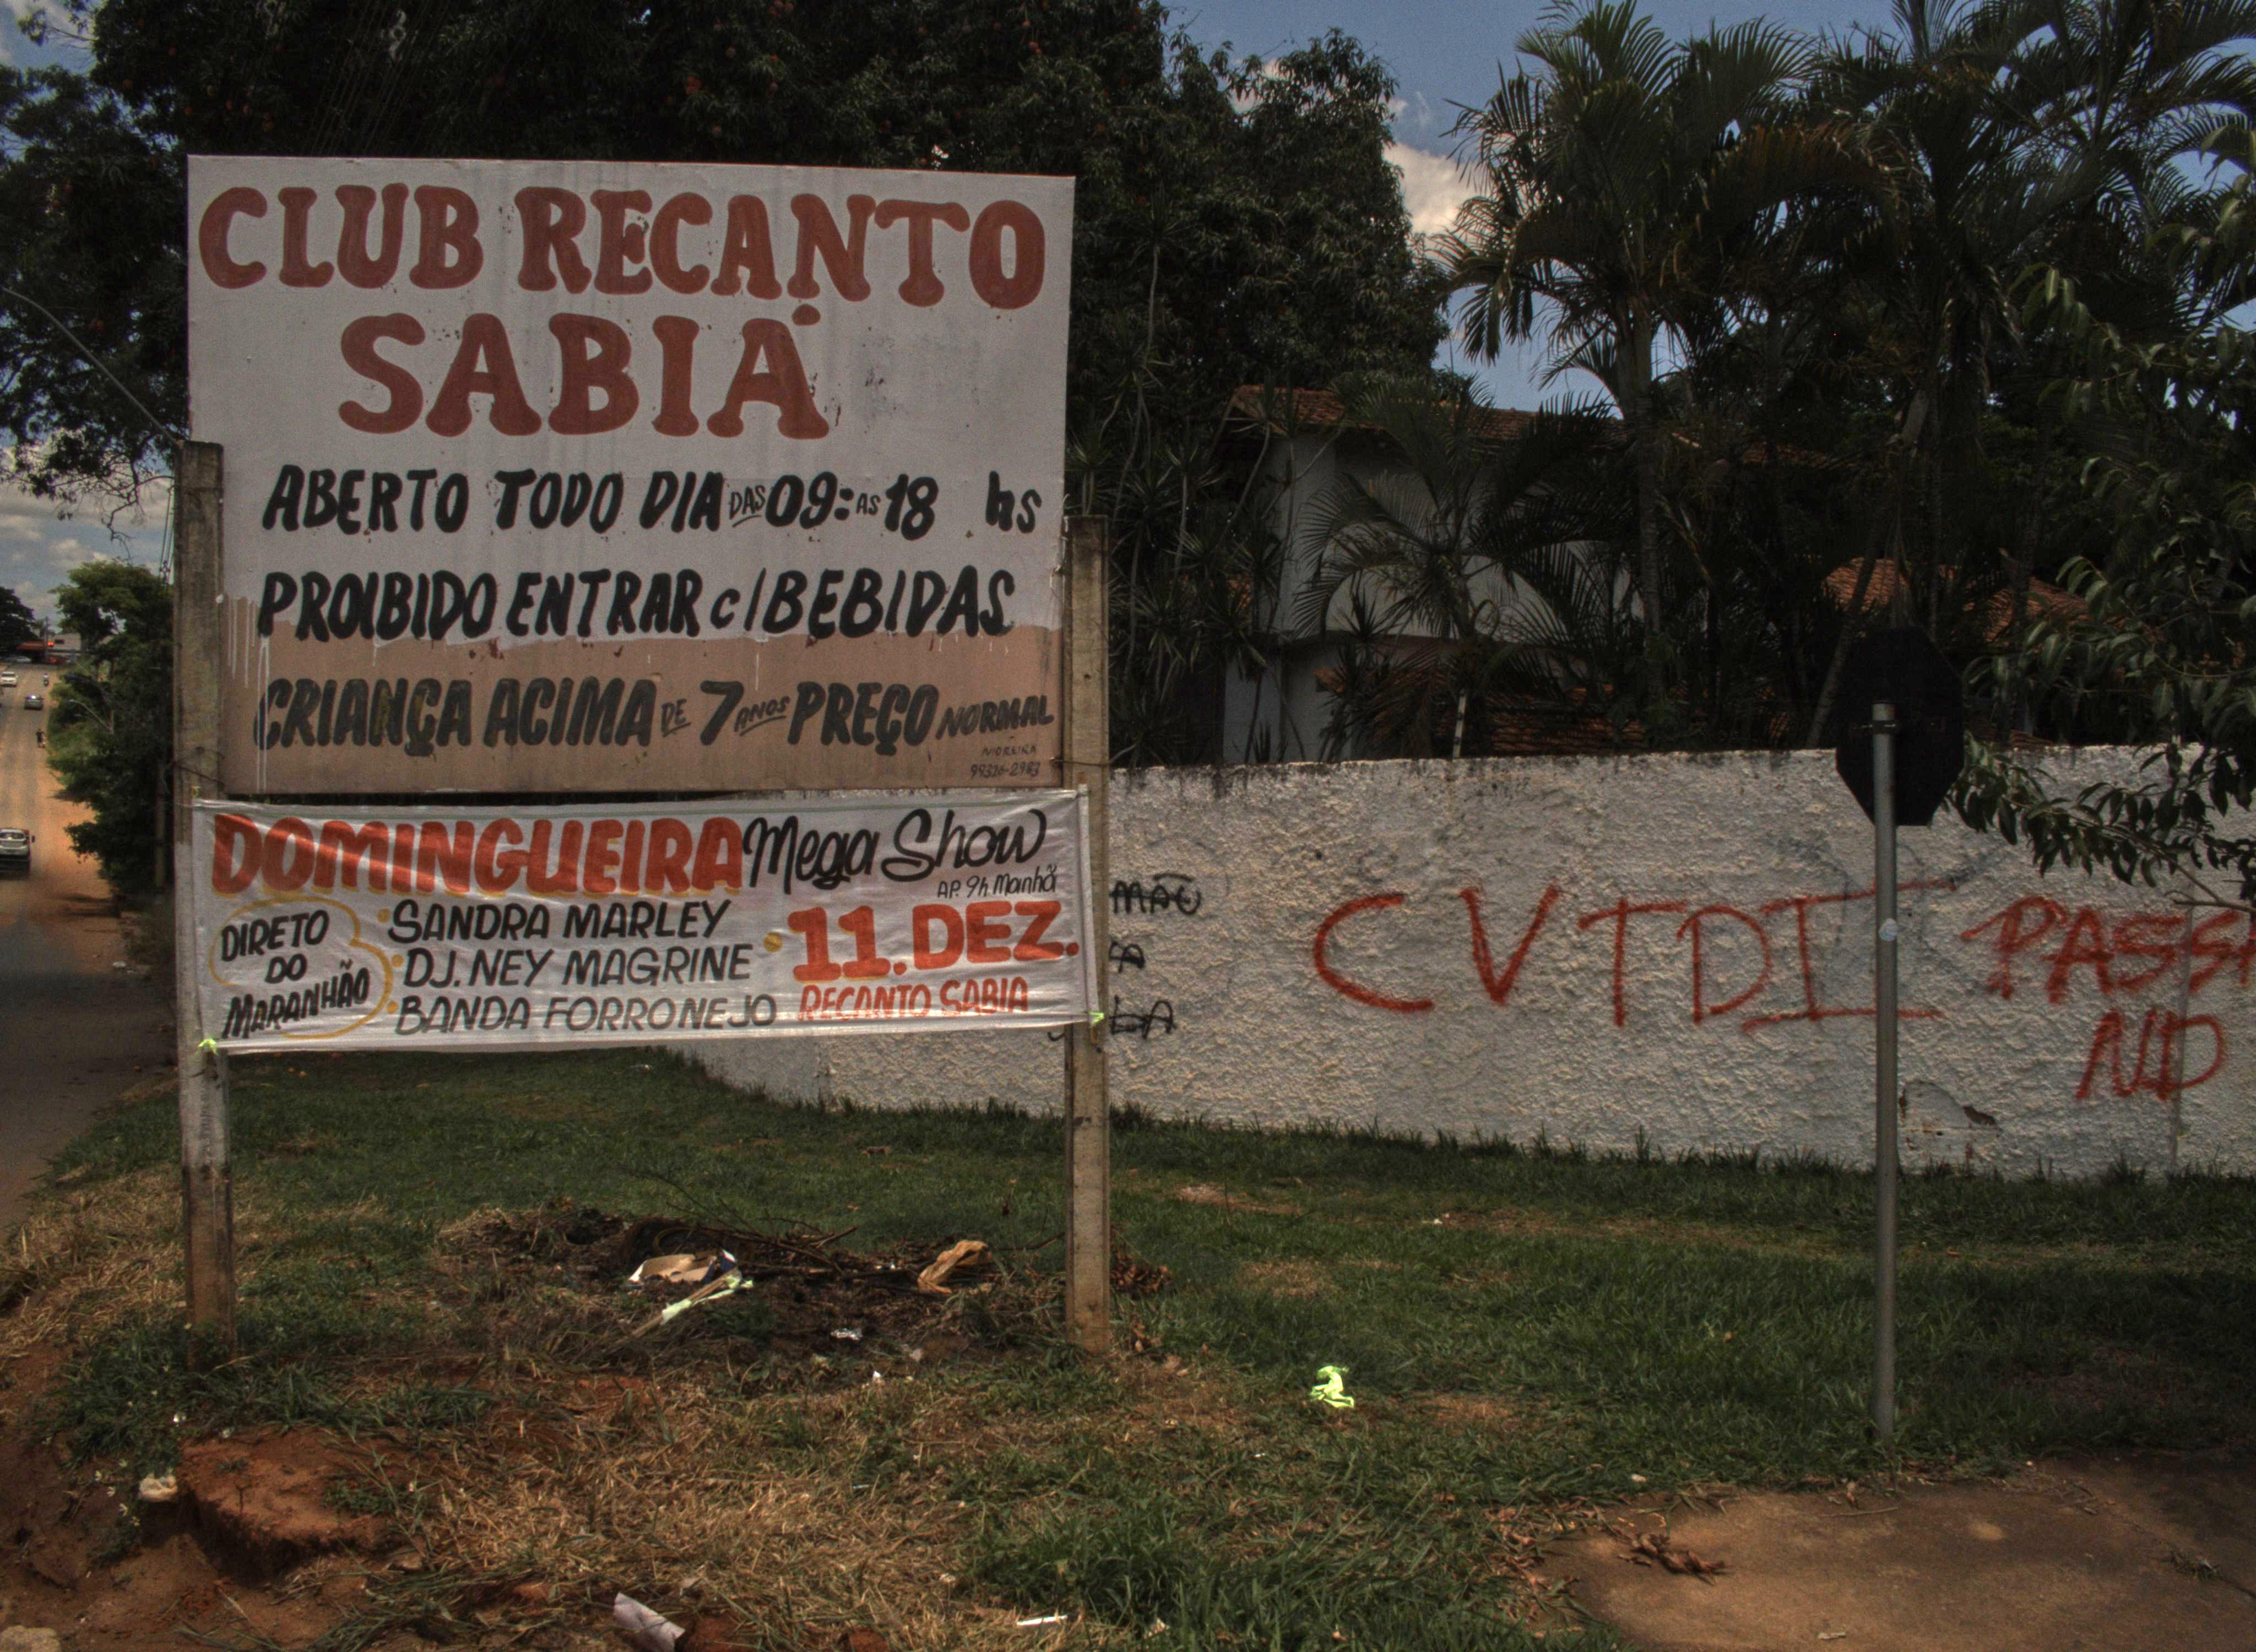 CLUB RECANTO
SABIÁ
ABERTO TODO DIA DAS 09: AS 18 hs
PROIBIDO ENTRAR c/BEBIDAS
CRIANÇA ACIMA DE 7 ANOS PREÇO NORMAL
MOREIRA
DOMINGUEIRA Mega Show
AP. 9h Manhã
DIRETO
DO
MARANHÃO
SANDRA MARLEY
DJ. NEY MAGRINE
BANDA FORRONEJO
11. DEZ.
RECANTO SABIA
CVTDI